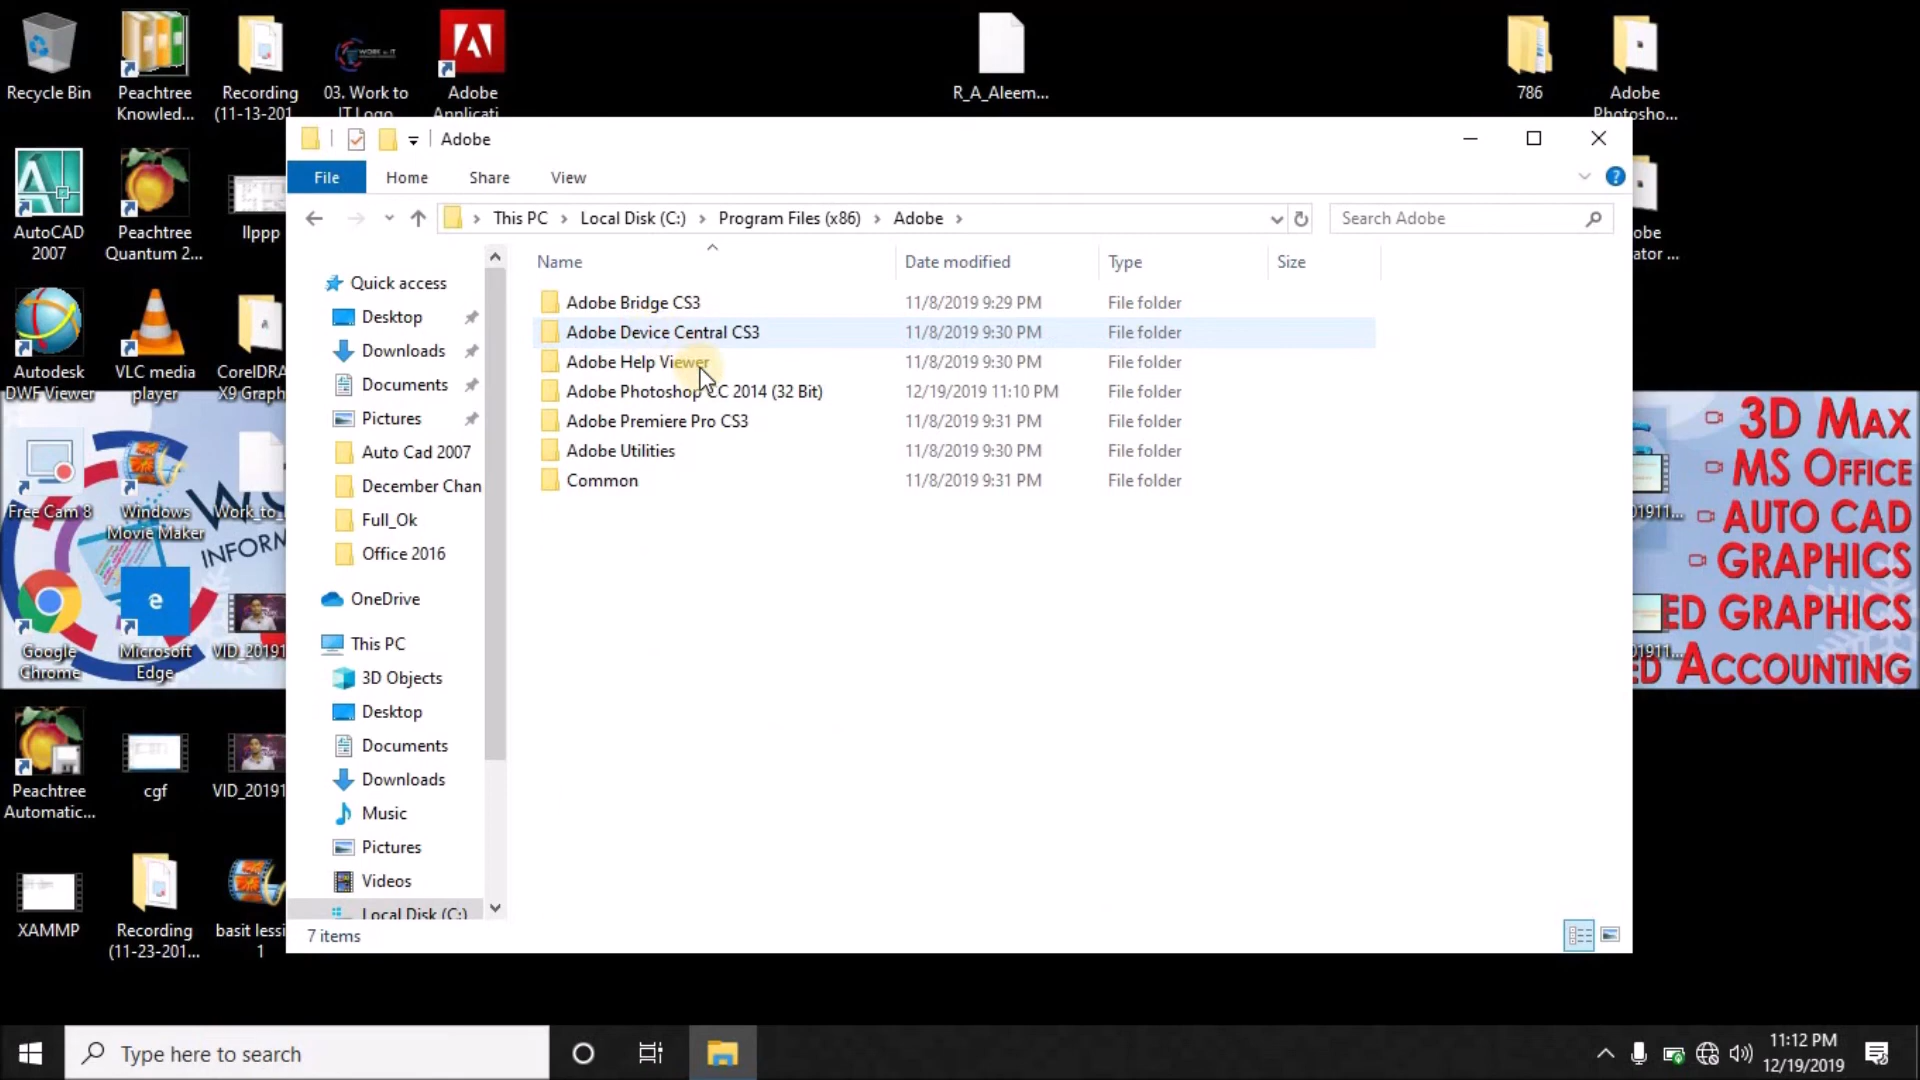 Recycle Bin
Peachtree
Knowled...
Recording
(11-13-201...
03. Work to
IT Logo
Adobe
Applicati...
R_A_Aleem...
786
Adobe
Photosho...
AutoCAD
2007
Peachtree
Quantum 2...
llppp
Autodesk
DWF Viewer
VLC media
player
CorelDRA
X9 Graph
Free Cam 8
Windows
Movie Maker
Work_to_
INFORM
Google
Chrome
Microsoft
Edge
VID_20191
Peachtree
Automatic...
cgf
VID_20191
XAMMP
Recording
(11-23-201...
basit lessi
1
Adobe
File
Home
Share
View
This PC
Local Disk (C:)
Program Files (x86)
Adobe
Search Adobe
Name
Date modified
Type
Size
Adobe Bridge CS3 11/8/2019 9:29 PM File folder
Adobe Device Central CS3 11/8/2019 9:30 PM File folder
Adobe Help Viewer 11/8/2019 9:30 PM File folder
Adobe Photoshop CC 2014 (32 Bit) 12/19/2019 11:10 PM File folder
Adobe Premiere Pro CS3 11/8/2019 9:31 PM File folder
Adobe Utilities 11/8/2019 9:30 PM File folder
Common 11/8/2019 9:31 PM File folder
Quick access
Desktop
Downloads
Documents
Pictures
Auto Cad 2007
December Chan
Full_Ok
Office 2016
OneDrive
This PC
3D Objects
Desktop
Documents
Downloads
Music
Pictures
Videos
Local Disk (C:)
7 items
obe
ator ...
3D MAX
MS OFFICE
AUTO CAD
GRAPHICS
ED GRAPHICS
ED ACCOUNTING
01911...
01911...
Type here to search
11:12 PM
12/19/2019